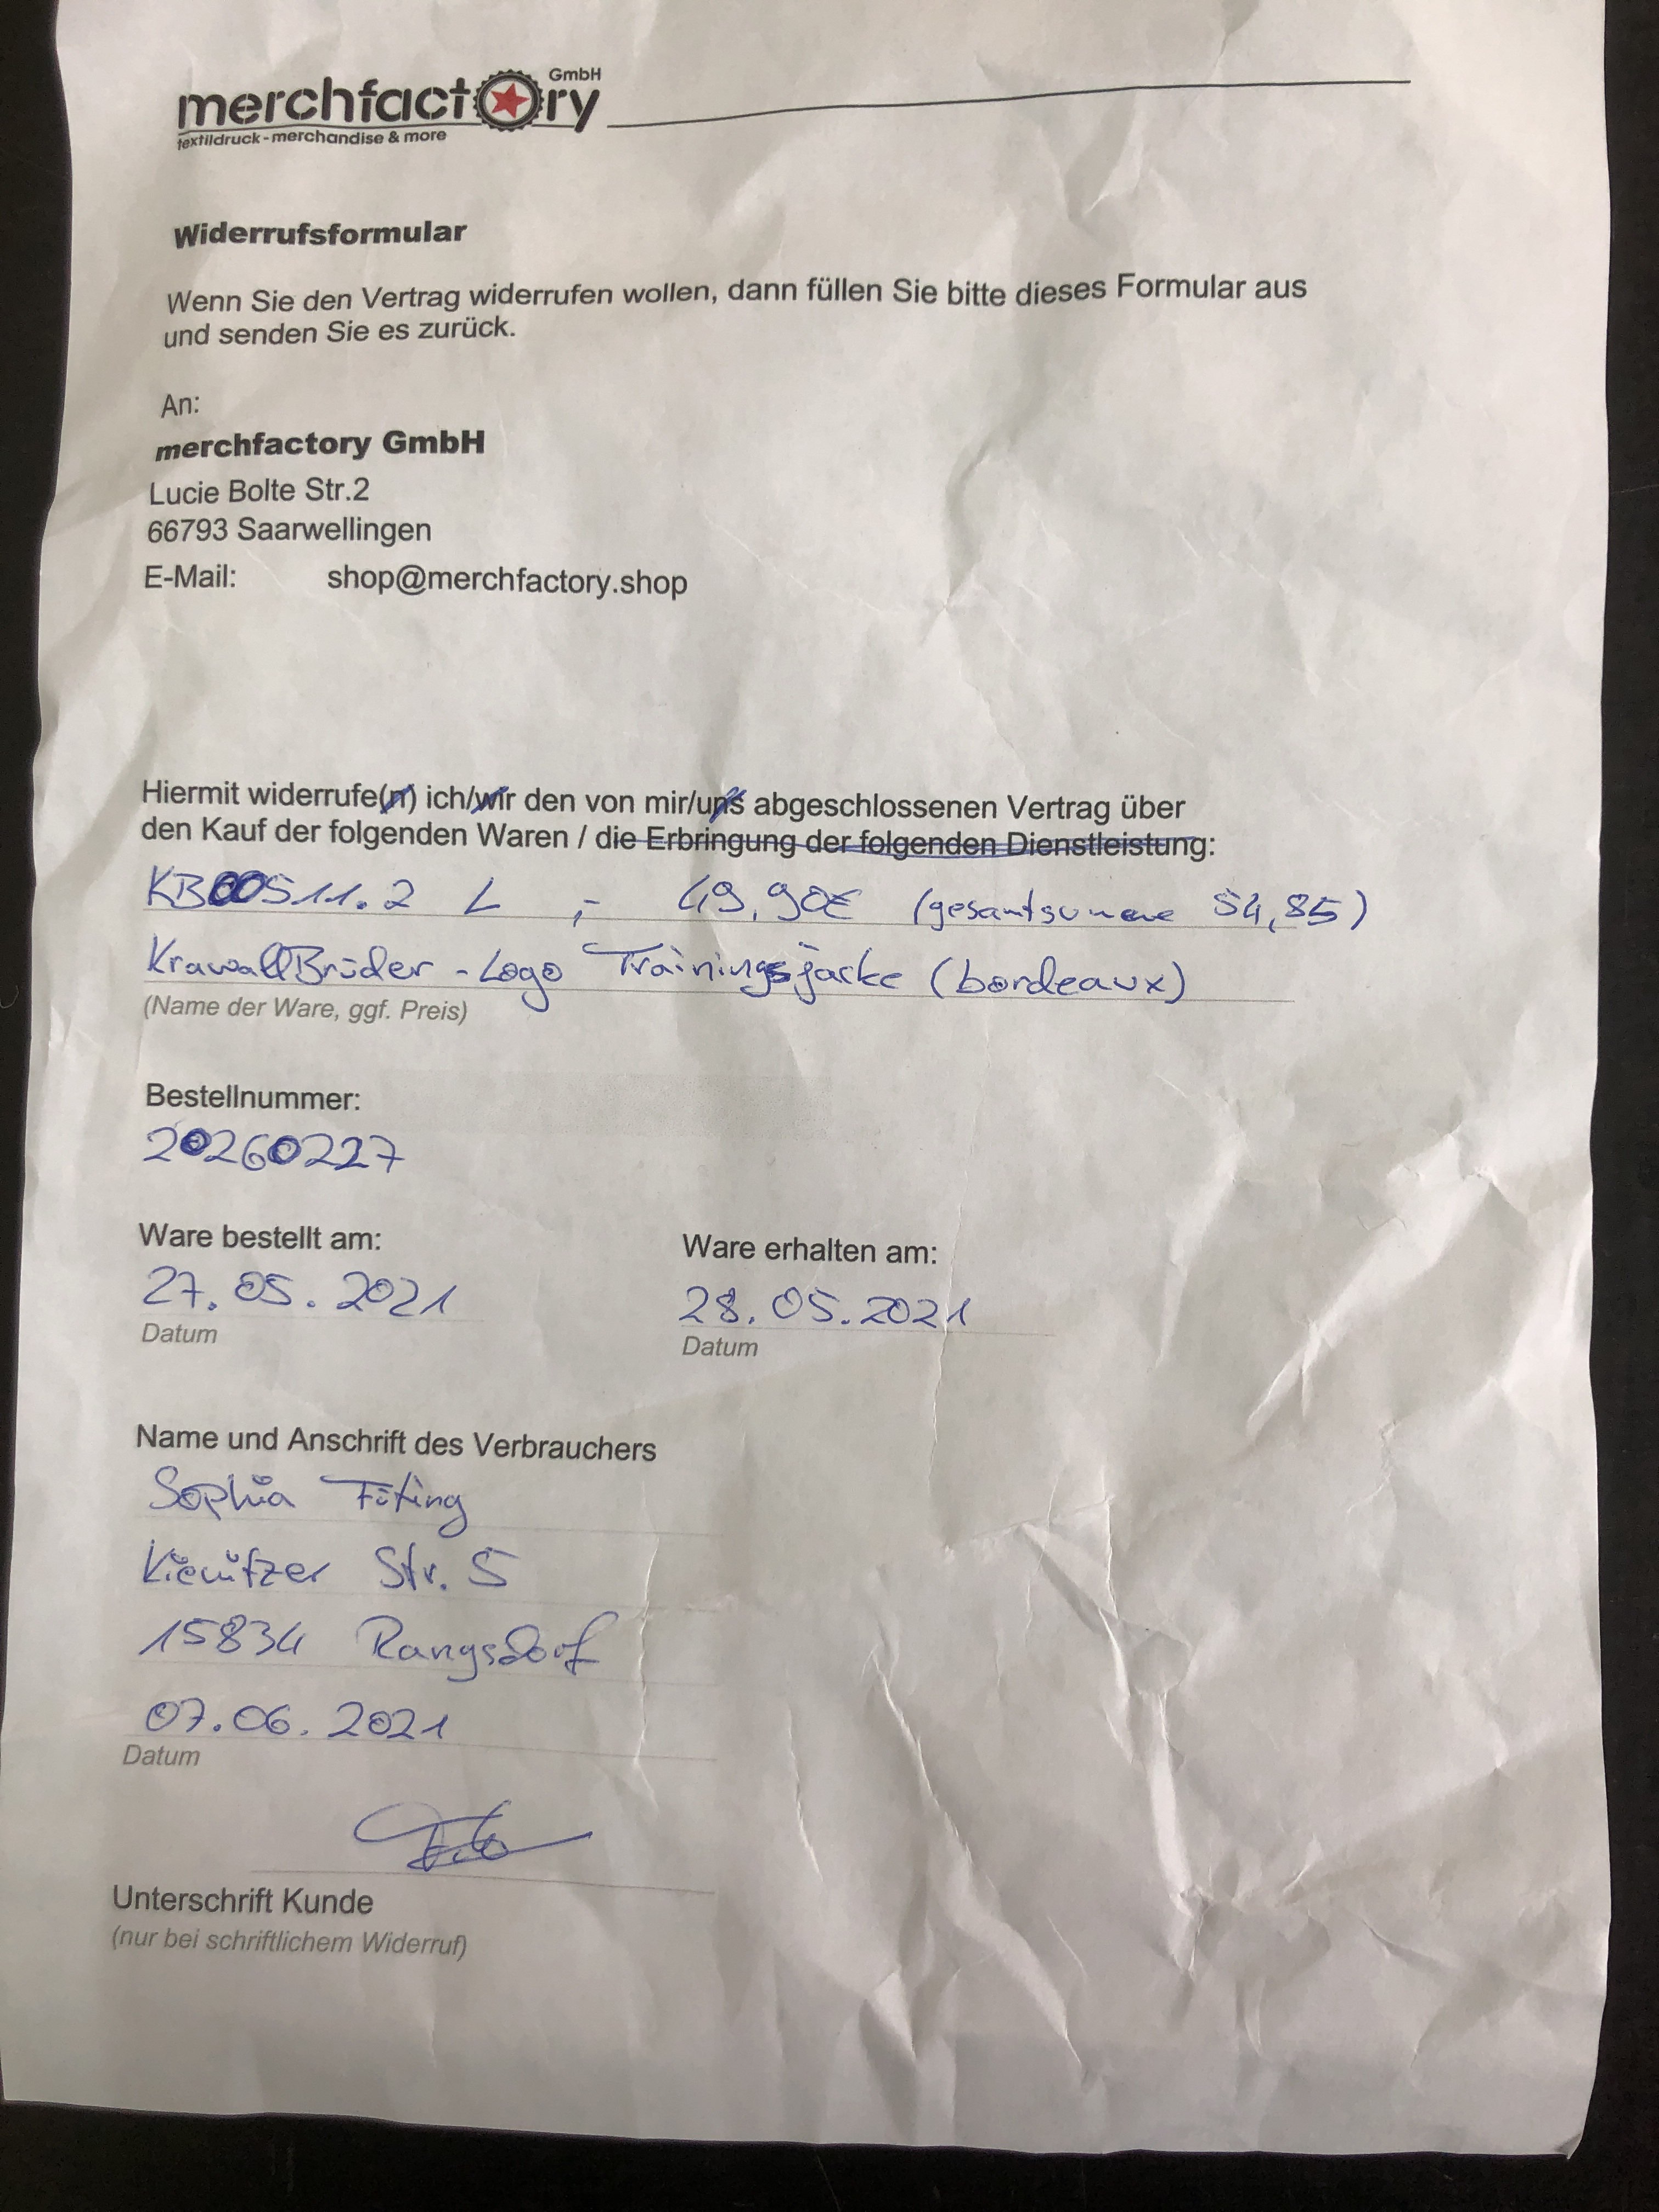 merchfactory GmbH
textildruck - merchandise & more
Widerrufsformular
Wenn Sie den Vertrag widerrufen wollen, dann füllen Sie bitte dieses Formular aus
und senden Sie es zurück.
An:
merchfactory GmbH
Lucie Bolte Str.2
66793 Saarwellingen
E-Mail: shop@merchfactory.shop
Hiermit widerrufe(n) ich/wir den von mir/uns abgeschlossenen Vertrag über
den Kauf der folgenden Waren / die Erbringung der folgenden Dienstleistung:
KB00511.2 L ,- 49,90€ (gesamtsumme 54,85)
KrawallBrüder - Logo Trainingsjacke (bordeaux)
(Name der Ware, ggf. Preis)
Bestellnummer:
20260227
Ware bestellt am: Ware erhalten am:
27.05.2021 28.05.2021
Datum Datum
Name und Anschrift des Verbrauchers
Sophia
Kienitzer Str. 5
15834 Rangsdorf
07.06.2021
Datum
Unterschrift Kunde
(nur bei schriftlichem Widerruf)